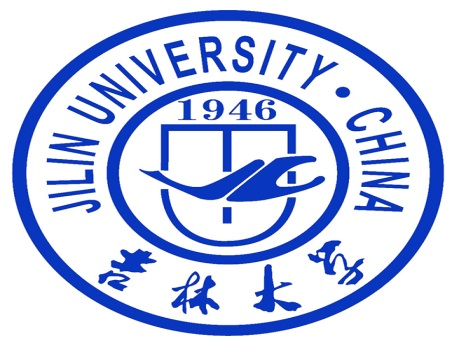 JILIN UNIVERSITY · CHINA
1946
吉林大学